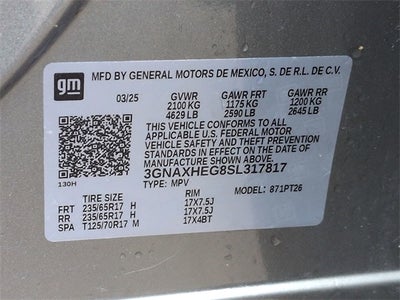 gm
MFD BY GENERAL MOTORS DE MEXICO, S. DE R.L. DE C.V.
03/25 GVWR GAWR FRT GAWR RR
2100 KG 1175 KG 1200 KG
4629 LB 2590 LB 2645 LB
THIS VEHICLE CONFORMS TO ALL
APPLICABLE U.S. FEDERAL MOTOR
VEHICLE SAFETY AND THEFT PREVENTION
STANDARDS IN EFFECT ON THE DATE OF
MANUFACTURE SHOWN ABOVE.
3GNAXHEG8SL317817
130H TYPE: MPV MODEL: 871PT26
TIRE SIZE RIM
FRT 235/65R17 H 17X7.5J
RR 235/65R17 H 17X7.5J
SPA T125/70R17 M 17X4BT